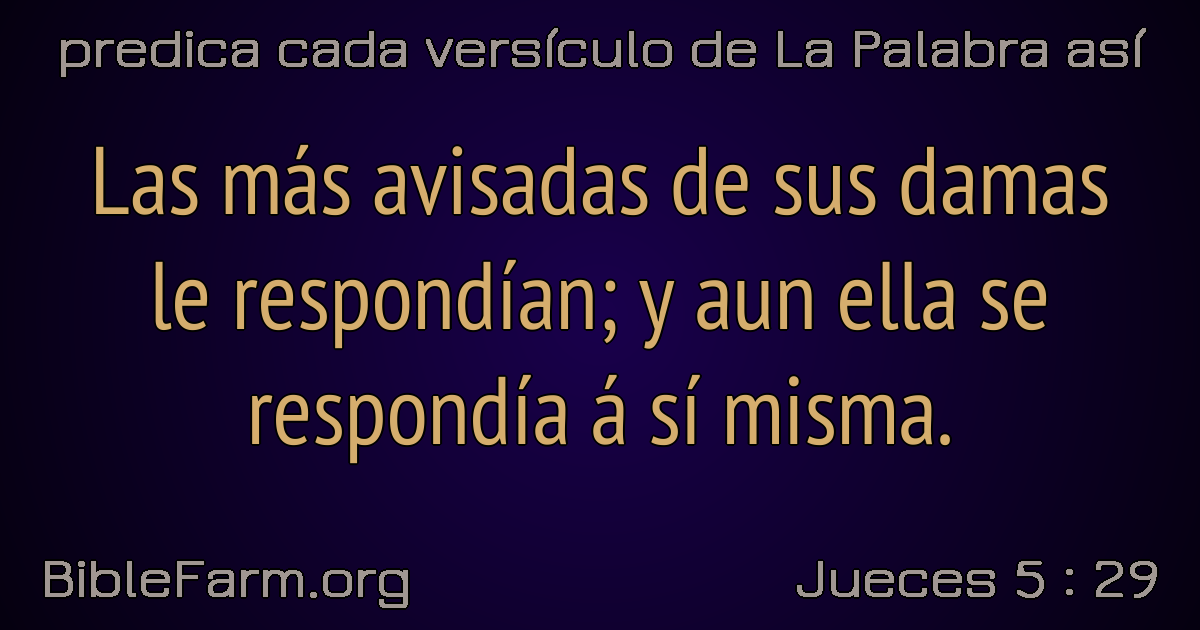 predica cada versículo de La Palabra así
Las más avisadas de sus damas
le respondían; y aun ella se
respondía á sí misma.
BibleFarm.org
Jueces 5 : 29